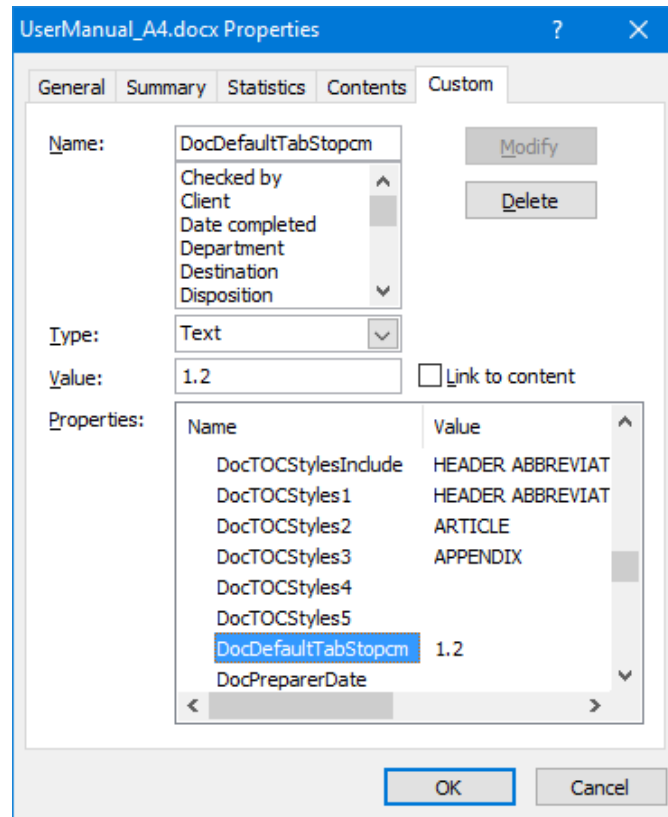 UserManual_A4.docx Properties ?
General Summary Statistics Contents Custom
Name: DocDefaultTabStopcm Modify
Checked by
Client
Delete
Date completed
Department
Destination
Disposition
Type: Text
Value: 1.2 Link to content
Properties: Name Value
DocTOCStylesInclude HEADER ABBREVIAT
DocTOCStyles1 HEADER ABBREVIAT
DocTOCStyles2 ARTICLE
DocTOCStyles3 APPENDIX
DocTOCStyles4
DocTOCStyles5
DocDefaultTabStopcm 1.2
DocPreparerDate
OK Cancel